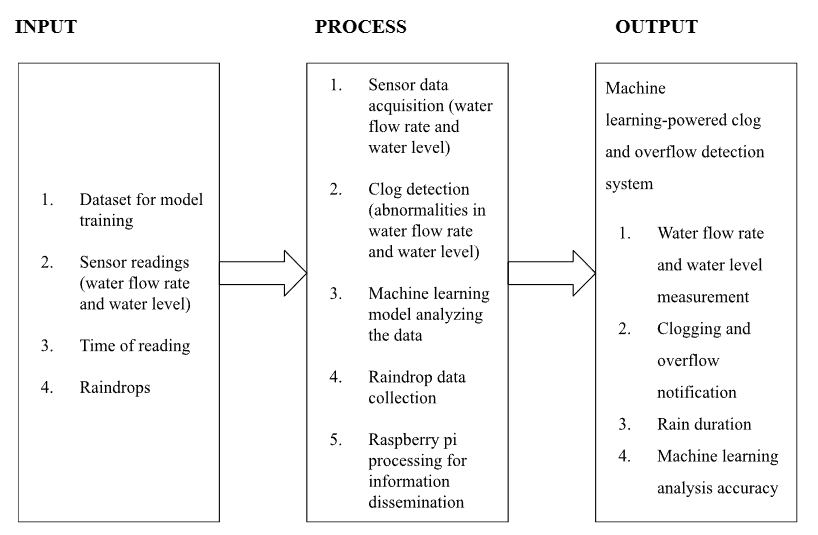 INPUT
1. Dataset for model
training
2. Sensor readings
(water flow rate
and water level)
3. Time of reading
4. Raindrops
PROCESS
1. Sensor data
acquisition (water
flow rate and
water level)
2. Clog detection
(abnormalities in
water flow rate
and water level)
3. Machine learning
model analyzing
the data
4. Raindrop data
collection
5. Raspberry pi
processing for
information
dissemination
OUTPUT
Machine
learning-powered clog
and overflow detection
system
1. Water flow rate
and water level
measurement
2. Clogging and
overflow
notification
3. Rain duration
4. Machine learning
analysis accuracy